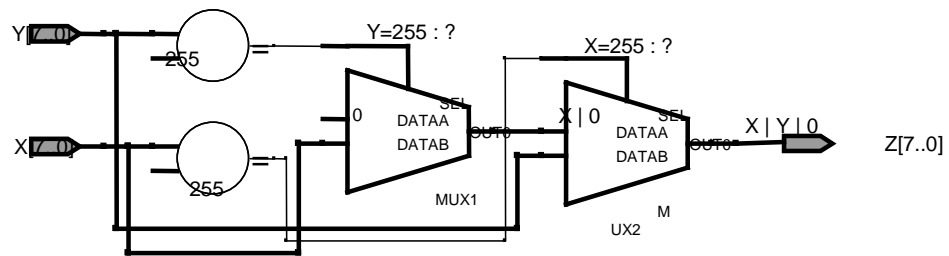 Y[7..0]
255
=
Y=255 : ?
X=255 : ?
0
SEL
DATAA
DATAB
OUT0
MUX1
X | 0
SEL
DATAA
DATAB
OUT0
M
UX2
X | Y | 0
Z[7..0]
X[7..0]
255
=